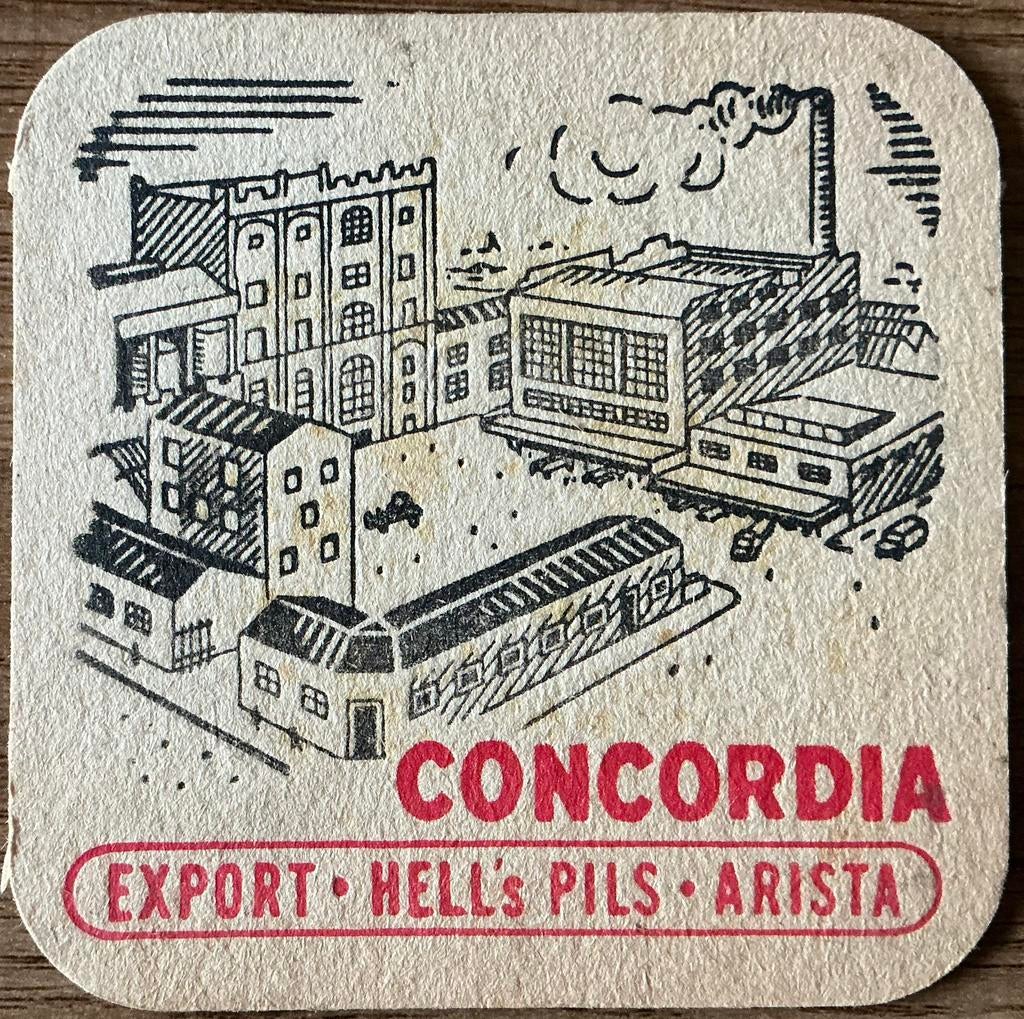 CONCORDIA
EXPORT • HELL's PILS • ARISTA